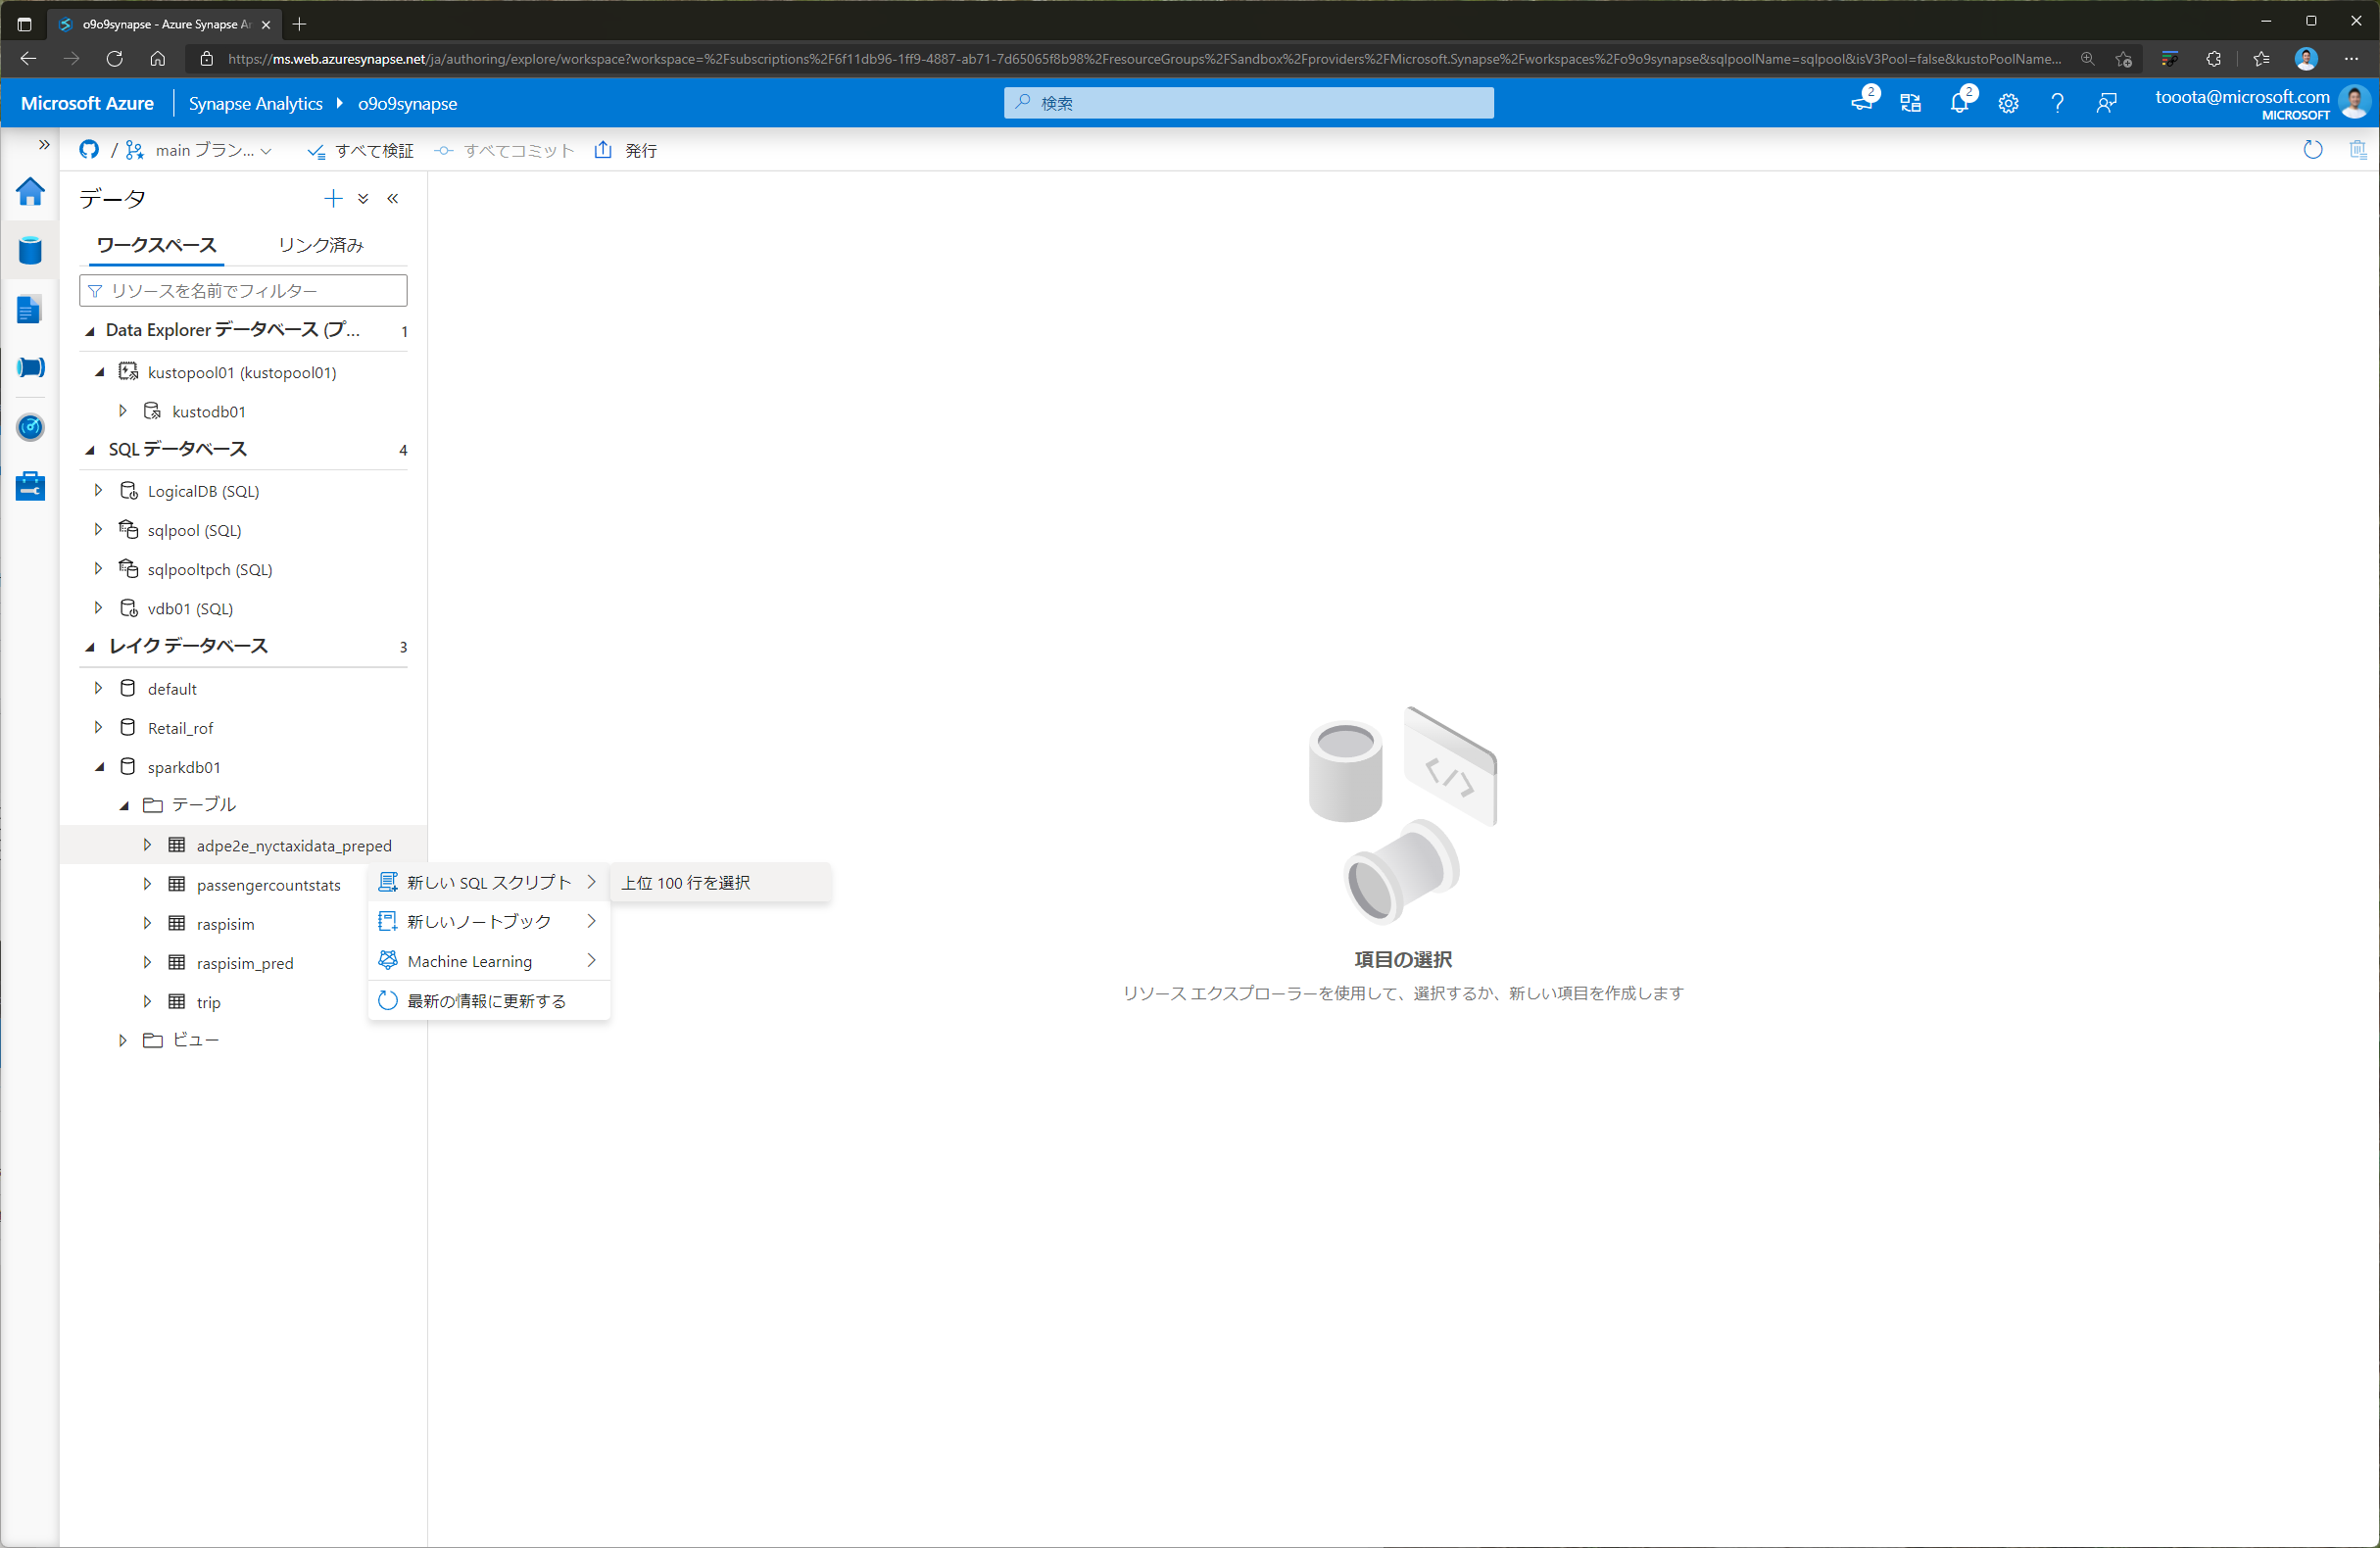 o9o9synapse - Azure Synapse An
https://ms.web.azuresynapse.net/ja/authoring/explore/workspace?workspace=%2Fsubscriptions%2F6f11db96-1ff9-4887-ab71-7d65065f8b98%2FresourceGroups%2FSandbox%2Fproviders%2FMicrosoft.Synapse%2Fworkspaces%2Fo9o9synapse&sqlpoolName=sqlpool&isV3Pool=false&kustoPoolName...
Microsoft Azure
Synapse Analytics
o9o9synapse
検索
2
2
tooota@microsoft.com
MICROSOFT
/ main ブラン...
すべて検証
すべてコミット
発行
データ
ワークスペース
リンク済み
リソースを名前でフィルター
Data Explorer データベース (プ... 1
kustopool01 (kustopool01)
kustodb01
SQL データベース 4
LogicalDB (SQL)
sqlpool (SQL)
sqlpooltpch (SQL)
vdb01 (SQL)
レイク データベース 3
default
Retail_rof
sparkdb01
テーブル
adpe2e_nyctaxidata_preped
passengercountstats
raspisim
raspisim_pred
trip
ビュー
新しい SQL スクリプト
上位 100 行を選択
新しいノートブック
Machine Learning
最新の情報に更新する
項目の選択
リソース エクスプローラーを使用して、選択するか、新しい項目を作成します